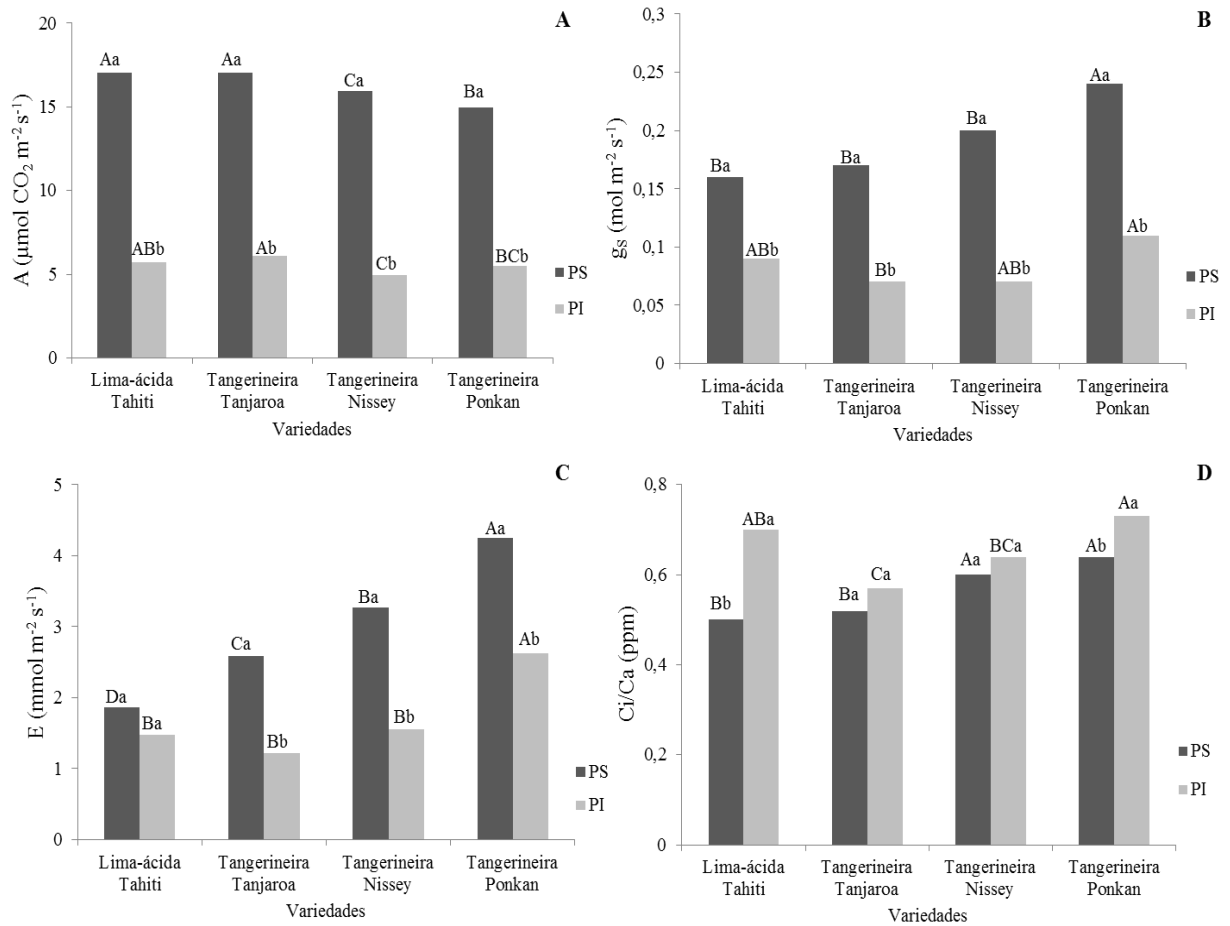 A
20
15
10
5
0
A (µmol CO₂ m⁻² s⁻¹)
Aa
Aa
Ca
Ba
ABb
Ab
Cb
BCb
PS
PI
Lima-ácida
Tahiti
Tangerineira
Tanjaroa
Tangerineira
Nissey
Tangerineira
Ponkan
Variedades
B
0,3
0,25
0,2
0,15
0,1
0,05
0
gs (mol m⁻² s⁻¹)
Ba
Ba
Ba
Aa
ABb
Bb
ABb
Ab
PS
PI
Lima-ácida
Tahiti
Tangerineira
Tanjaroa
Tangerineira
Nissey
Tangerineira
Ponkan
Variedades
C
5
4
3
2
1
0
E (mmol m⁻² s⁻¹)
Da
Ba
Ca
Bb
Ba
Bb
Aa
Ab
PS
PI
Lima-ácida
Tahiti
Tangerineira
Tanjaroa
Tangerineira
Nissey
Tangerineira
Ponkan
Variedades
D
0,8
0,6
0,4
0,2
0
Ci/Ca (ppm)
Bb
ABa
Ba
Ca
Aa
BCa
Ab
Aa
PS
PI
Lima-ácida
Tahiti
Tangerineira
Tanjaroa
Tangerineira
Nissey
Tangerineira
Ponkan
Variedades